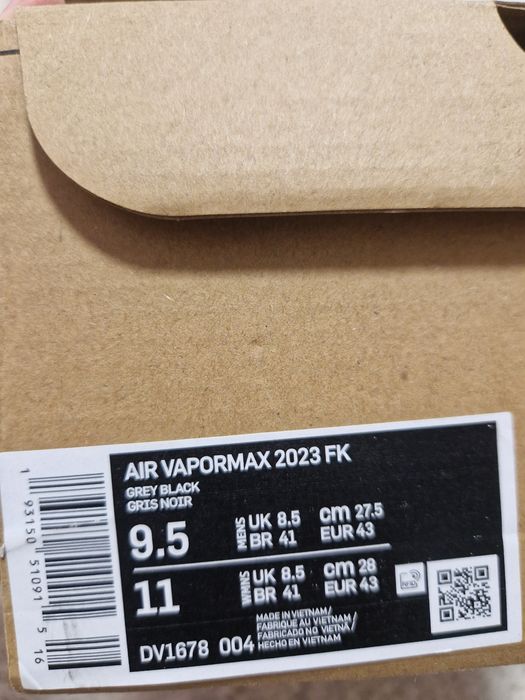 AIR VAPORMAX 2023 FK
GREY BLACK
GRIS NOIR
9.5 MENS UK 8.5 cm 27.5
BR 41 EUR 43
11 WMNS UK 8.5 cm 28
BR 41 EUR 43
MADE IN VIETNAM/
FABRIQUE AU VIETNAM/
FABRICADO NO VIETNÃ/
HECHO EN VIETNAM
DV1678 004
1 93150 51091 5 16